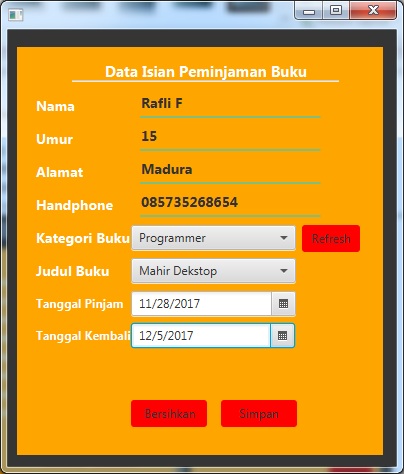 Data Isian Peminjaman Buku
Nama Rafli F
Umur 15
Alamat Madura
Handphone 085735268654
Kategori Buku Programmer Refresh
Judul Buku Mahir Dekstop
Tanggal Pinjam 11/28/2017
Tanggal Kembali 12/5/2017
Bersihkan Simpan